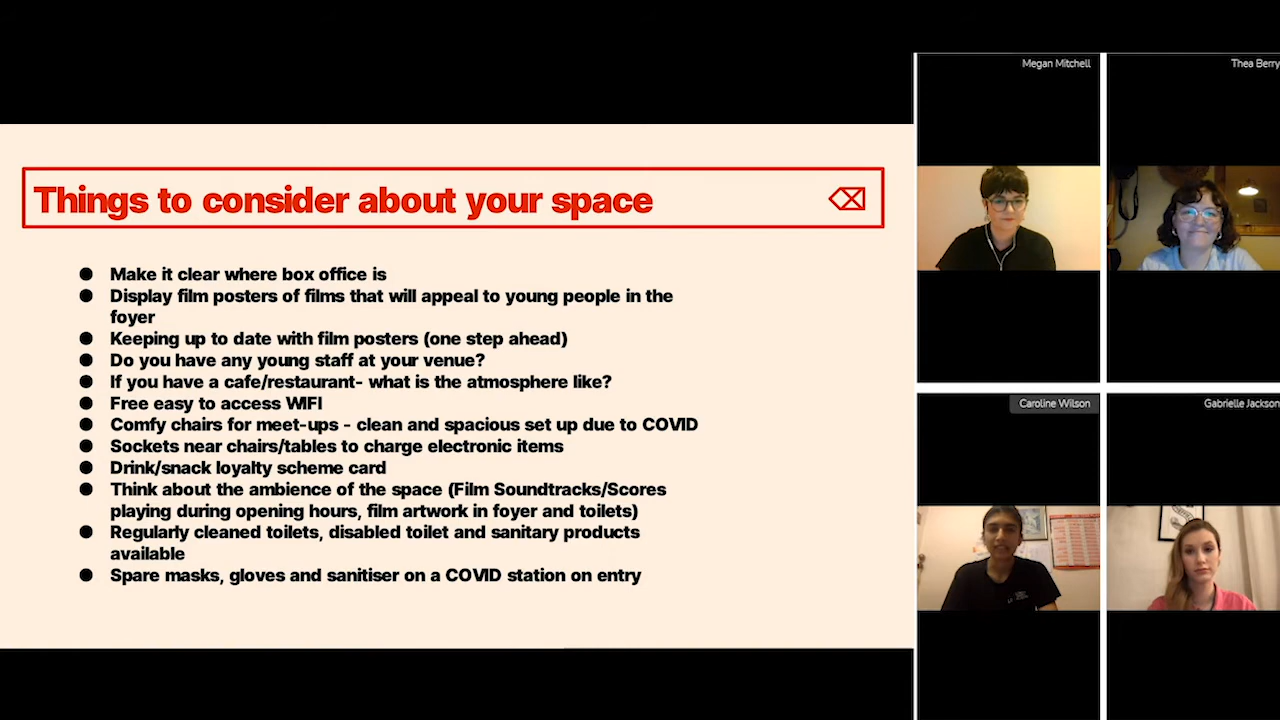 Things to consider about your space
● Make it clear where box office is
● Display film posters of films that will appeal to young people in the
foyer
● Keeping up to date with film posters (one step ahead)
● Do you have any young staff at your venue?
● If you have a cafe/restaurant- what is the atmosphere like?
● Free easy to access WIFI
● Comfy chairs for meet-ups - clean and spacious set up due to COVID
● Sockets near chairs/tables to charge electronic items
● Drink/snack loyalty scheme card
● Think about the ambience of the space (Film Soundtracks/Scores
playing during opening hours, film artwork in foyer and toilets)
● Regularly cleaned toilets, disabled toilet and sanitary products
available
● Spare masks, gloves and sanitiser on a COVID station on entry
Megan Mitchell
Thea Berry
Caroline Wilson
Gabrielle Jackson